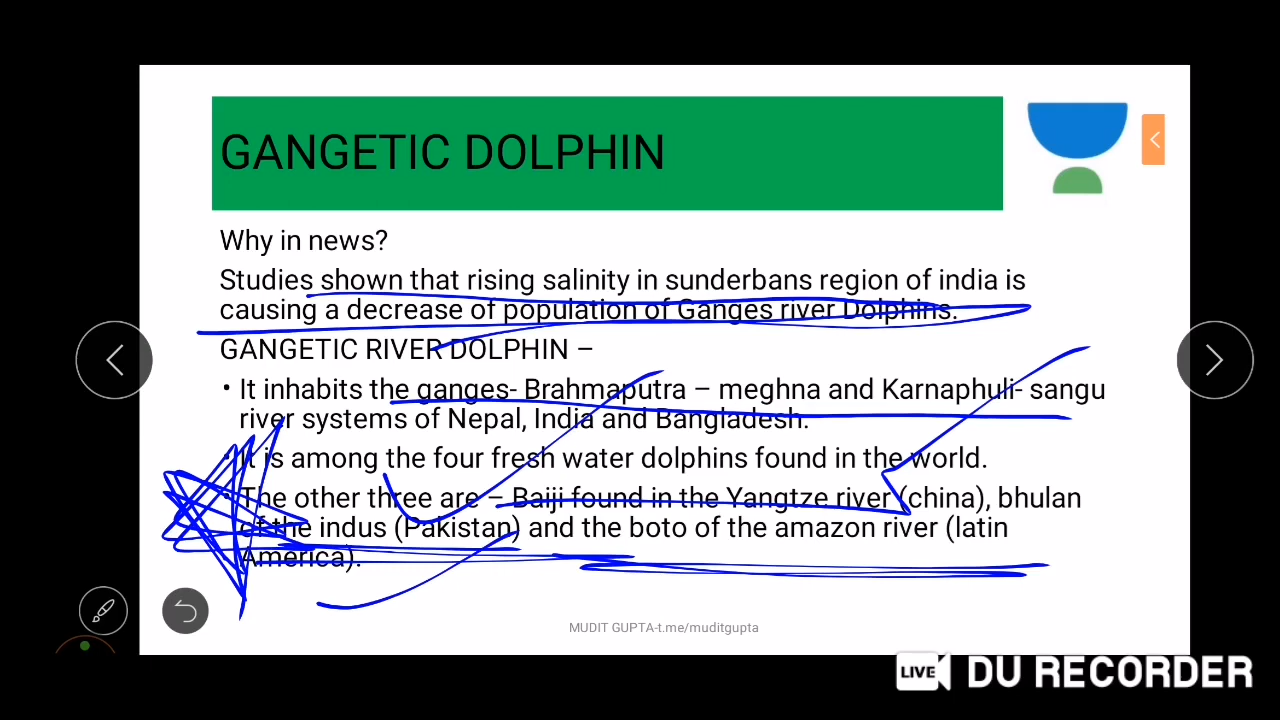 GANGETIC DOLPHIN
Why in news?
Studies shown that rising salinity in sunderbans region of india is
causing a decrease of population of Ganges river Dolphins.
GANGETIC RIVER DOLPHIN –
• It inhabits the ganges- Brahmaputra – meghna and Karnaphuli- sangu
river systems of Nepal, India and Bangladesh.
• It is among the four fresh water dolphins found in the world.
• The other three are – Baiji found in the Yangtze river (china), bhulan
of the indus (Pakistan) and the boto of the amazon river (latin
America).
MUDIT GUPTA-t.me/muditgupta
LIVE DU RECORDER